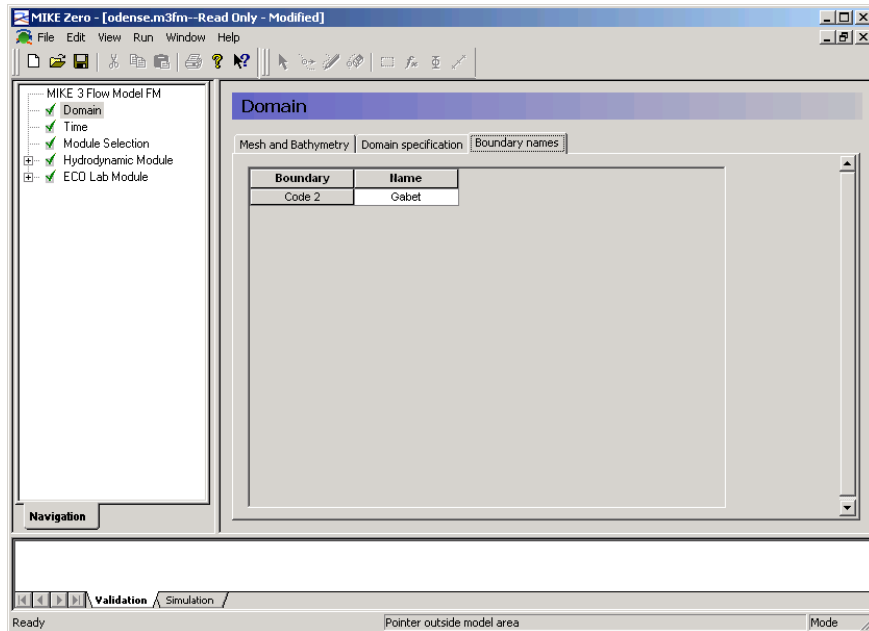 MIKE Zero - [odense.m3fm--Read Only - Modified]
File Edit View Run Window Help
MIKE 3 Flow Model FM
Domain
Time
Module Selection
Hydrodynamic Module
ECO Lab Module
Navigation
Domain
Mesh and Bathymetry Domain specification Boundary names
Boundary Name
Code 2 Gabet
Validation Simulation
Ready Pointer outside model area Mode